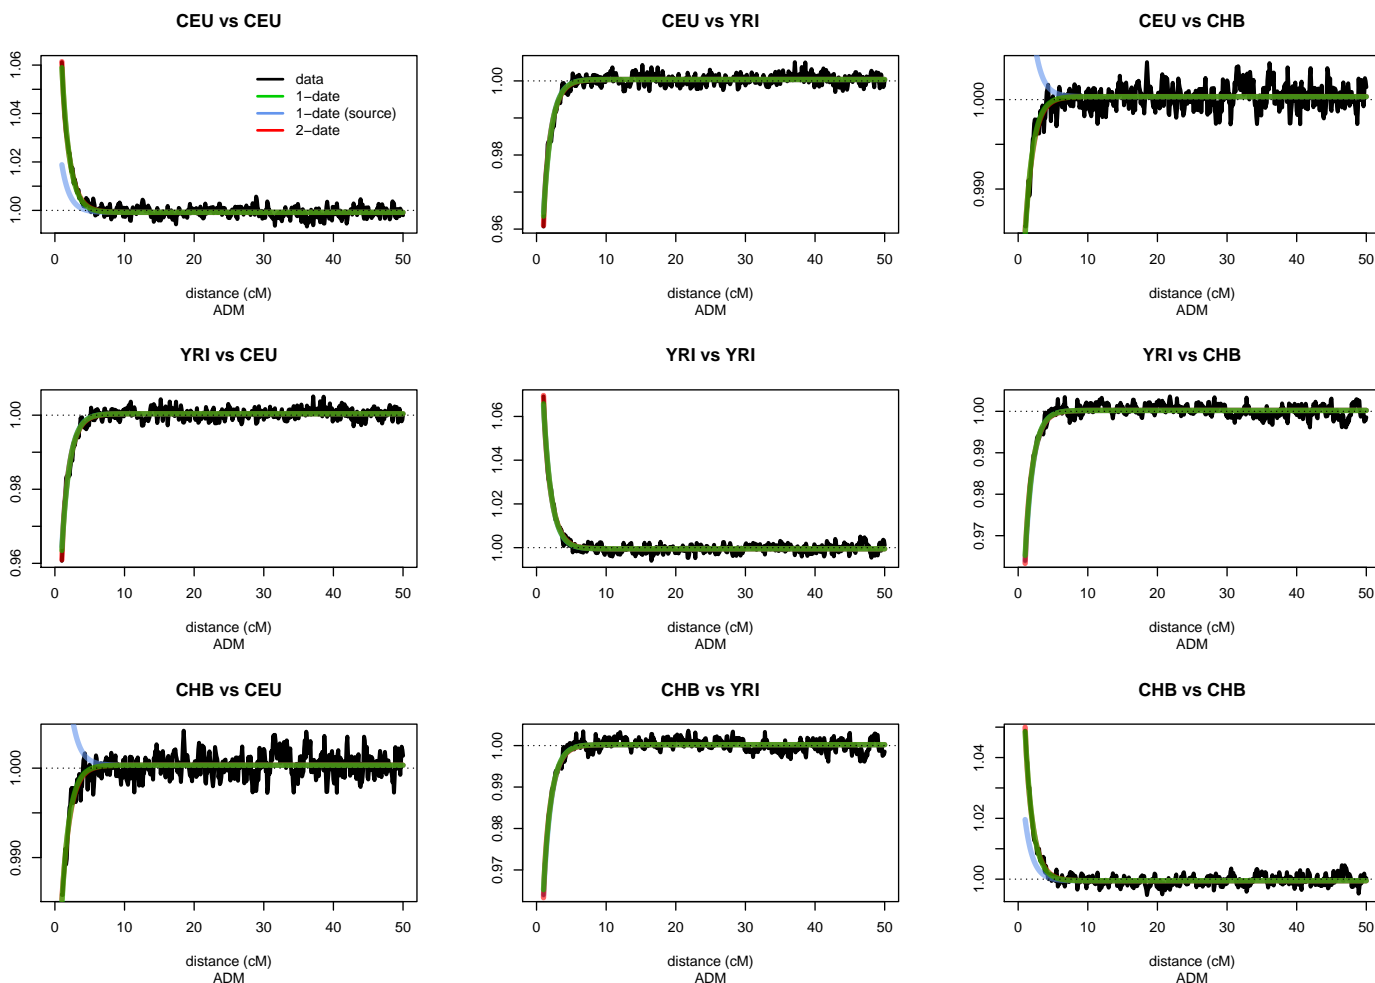 CEU vs CEU
1.06
1.04
1.02
1.00
data
1−date
1−date (source)
2−date
0 10 20 30 40 50
distance (cM)
ADM
CEU vs YRI
1.00
0.98
0.96
0 10 20 30 40 50
distance (cM)
ADM
CEU vs CHB
1.000
0.990
0 10 20 30 40 50
distance (cM)
ADM
YRI vs CEU
1.00
0.98
0.96
0 10 20 30 40 50
distance (cM)
ADM
YRI vs YRI
1.06
1.04
1.02
1.00
0 10 20 30 40 50
distance (cM)
ADM
YRI vs CHB
1.00
0.99
0.98
0.97
0 10 20 30 40 50
distance (cM)
ADM
CHB vs CEU
1.000
0.990
0 10 20 30 40 50
distance (cM)
ADM
CHB vs YRI
1.00
0.99
0.98
0.97
0 10 20 30 40 50
distance (cM)
ADM
CHB vs CHB
1.04
1.02
1.00
0 10 20 30 40 50
distance (cM)
ADM